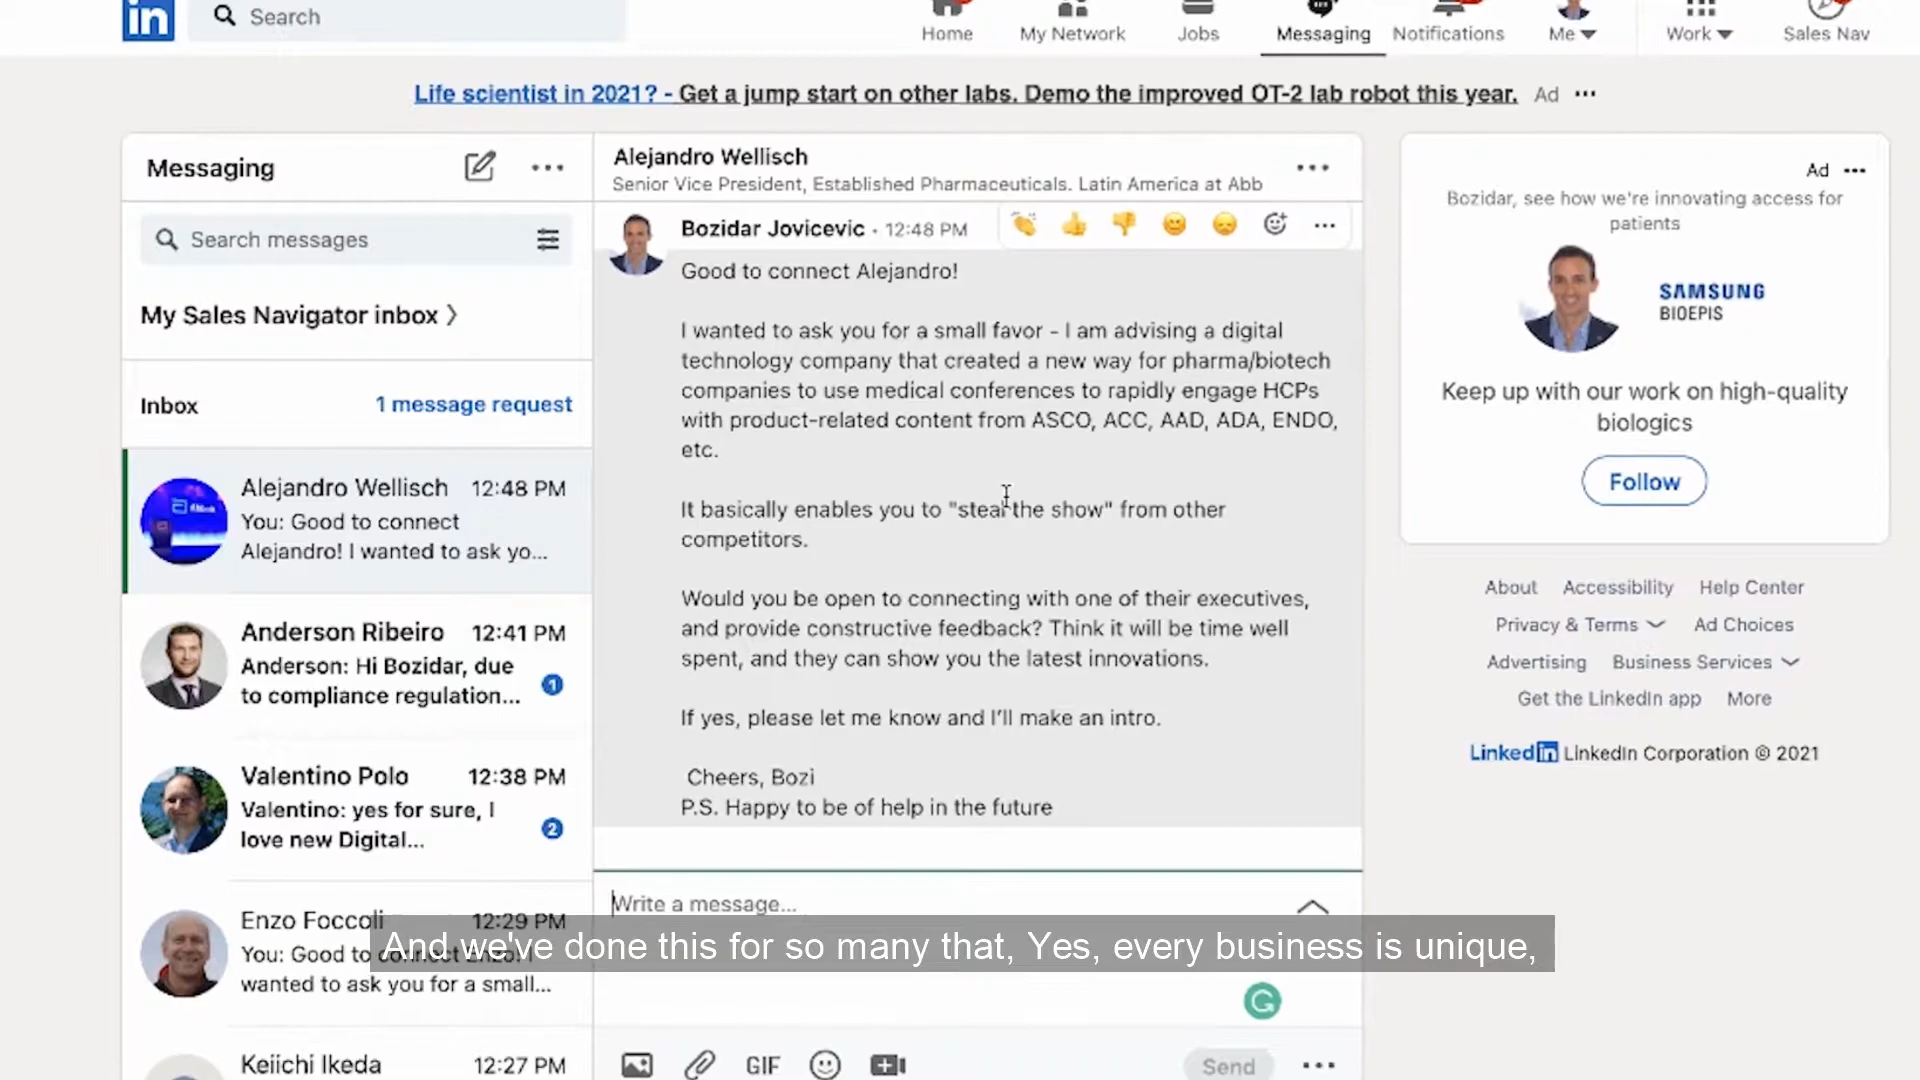 in
Search
Home
My Network
Jobs
Messaging
Notifications
Me
Work
Sales Nav
Life scientist in 2021? - Get a jump start on other labs. Demo the improved OT-2 lab robot this year. Ad ...
Messaging
Search messages
My Sales Navigator inbox
Inbox
1 message request
Alejandro Wellisch 12:48 PM
You: Good to connect
Alejandro! I wanted to ask yo...
Anderson Ribeiro 12:41 PM
Anderson: Hi Bozidar, due
to compliance regulation...
1
Valentino Polo 12:38 PM
Valentino: yes for sure, I
love new Digital...
2
Enzo Foccoli 12:29 PM
You: Good to connect Enzo! I
wanted to ask you for a small...
Keiichi Ikeda 12:27 PM
Alejandro Wellisch
Senior Vice President, Established Pharmaceuticals. Latin America at Abb
Bozidar Jovicevic • 12:48 PM
Good to connect Alejandro!
I wanted to ask you for a small favor - I am advising a digital
technology company that created a new way for pharma/biotech
companies to use medical conferences to rapidly engage HCPs
with product-related content from ASCO, ACC, AAD, ADA, ENDO,
etc.
It basically enables you to "steal the show" from other
competitors.
Would you be open to connecting with one of their executives,
and provide constructive feedback? Think it will be time well
spent, and they can show you the latest innovations.
If yes, please let me know and I'll make an intro.
Cheers, Bozi
P.S. Happy to be of help in the future
Write a message...
And we've done this for so many that, Yes, every business is unique,
GIF
Send
Ad
Bozidar, see how we're innovating access for
patients
SAMSUNG
BIOEPIS
Keep up with our work on high-quality
biologics
Follow
About Accessibility Help Center
Privacy & Terms Ad Choices
Advertising Business Services
Get the LinkedIn app More
LinkedIn LinkedIn Corporation © 2021